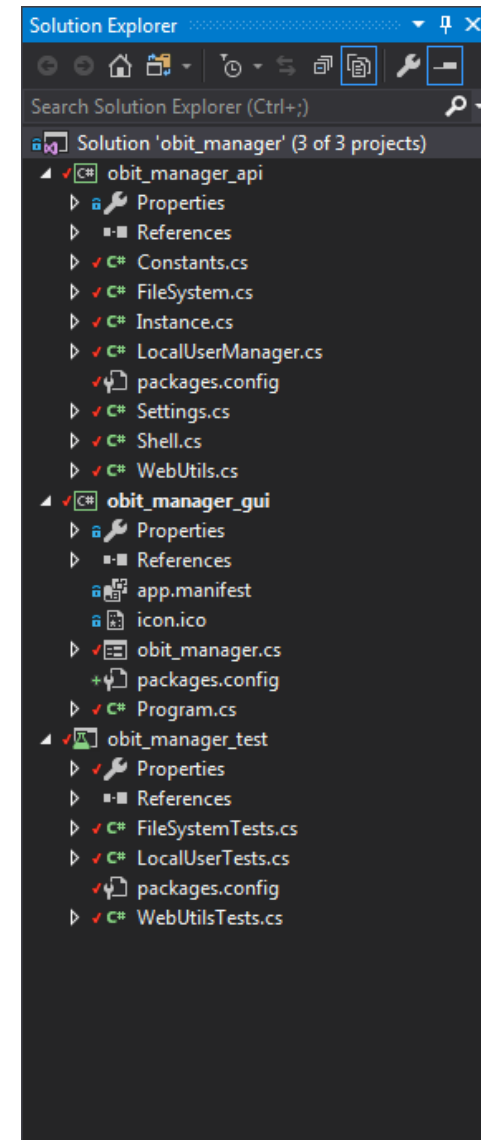 Solution Explorer
Search Solution Explorer (Ctrl+;)
Solution 'obit_manager' (3 of 3 projects)
C# obit_manager_api
Properties
References
C# Constants.cs
C# FileSystem.cs
C# Instance.cs
C# LocalUserManager.cs
packages.config
C# Settings.cs
C# Shell.cs
C# WebUtils.cs
C# obit_manager_gui
Properties
References
app.manifest
icon.ico
obit_manager.cs
packages.config
C# Program.cs
obit_manager_test
Properties
References
C# FileSystemTests.cs
C# LocalUserTests.cs
packages.config
C# WebUtilsTests.cs